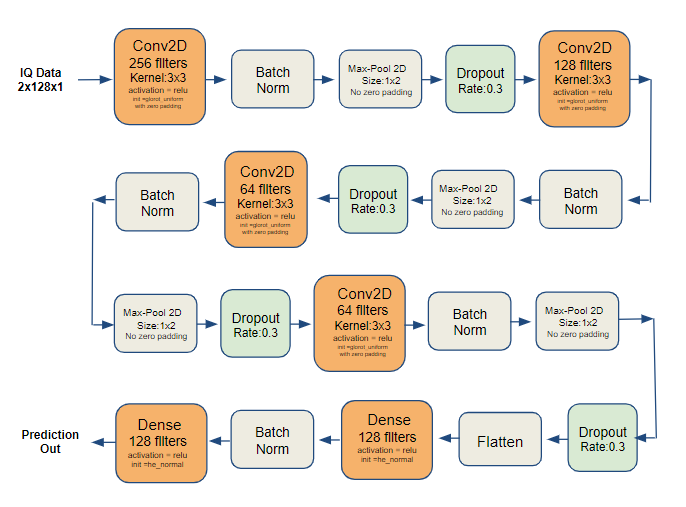 IQ Data
2x128x1
Conv2D
256 filters
Kernel:3x3
activation = relu
init =glorot_uniform
with zero padding
Batch
Norm
Max-Pool 2D
Size:1x2
No zero padding
Dropout
Rate:0.3
Conv2D
128 filters
Kernel:3x3
activation = relu
init =glorot_uniform
with zero padding
Batch
Norm
Max-Pool 2D
Size:1x2
No zero padding
Dropout
Rate:0.3
Conv2D
64 filters
Kernel:3x3
activation = relu
init =glorot_uniform
with zero padding
Batch
Norm
Max-Pool 2D
Size:1x2
No zero padding
Dropout
Rate:0.3
Conv2D
64 filters
Kernel:3x3
activation = relu
init =glorot_uniform
with zero padding
Batch
Norm
Max-Pool 2D
Size:1x2
No zero padding
Dropout
Rate:0.3
Flatten
Dense
128 filters
activation = relu
init =he_normal
Batch
Norm
Dense
128 filters
activation = relu
init =he_normal
Prediction
Out